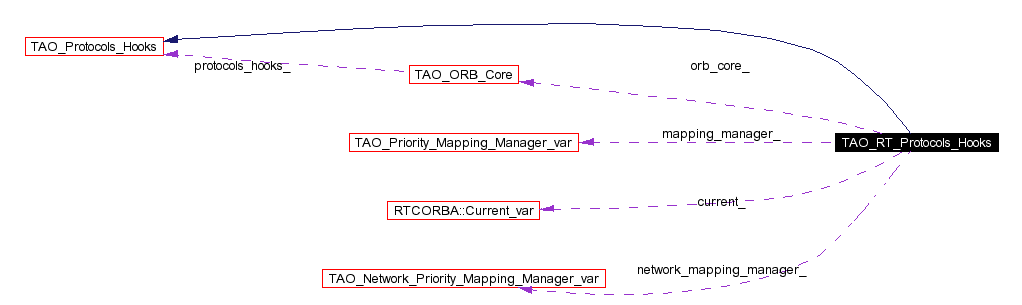 TAO_Protocols_Hooks
protocols_hooks_
TAO_ORB_Core
orb_core_
TAO_Priority_Mapping_Manager_var
mapping_manager_
TAO_RT_Protocols_Hooks
RTCORBA::Current_var
current_
TAO_Network_Priority_Mapping_Manager_var
network_mapping_manager_